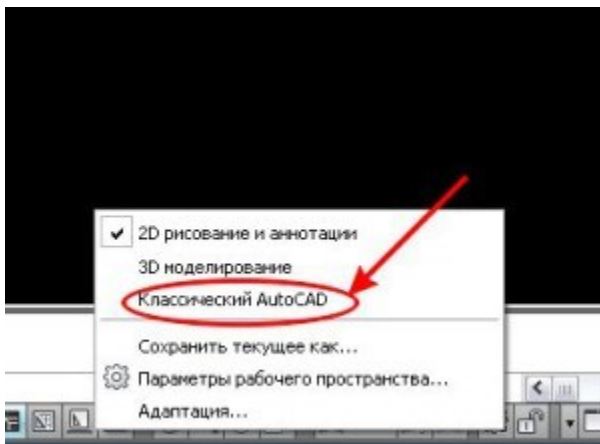 2D рисование и аннотации
3D моделирование
Классический AutoCAD
Сохранить текущее как...
Параметры рабочего пространства...
Адаптация...